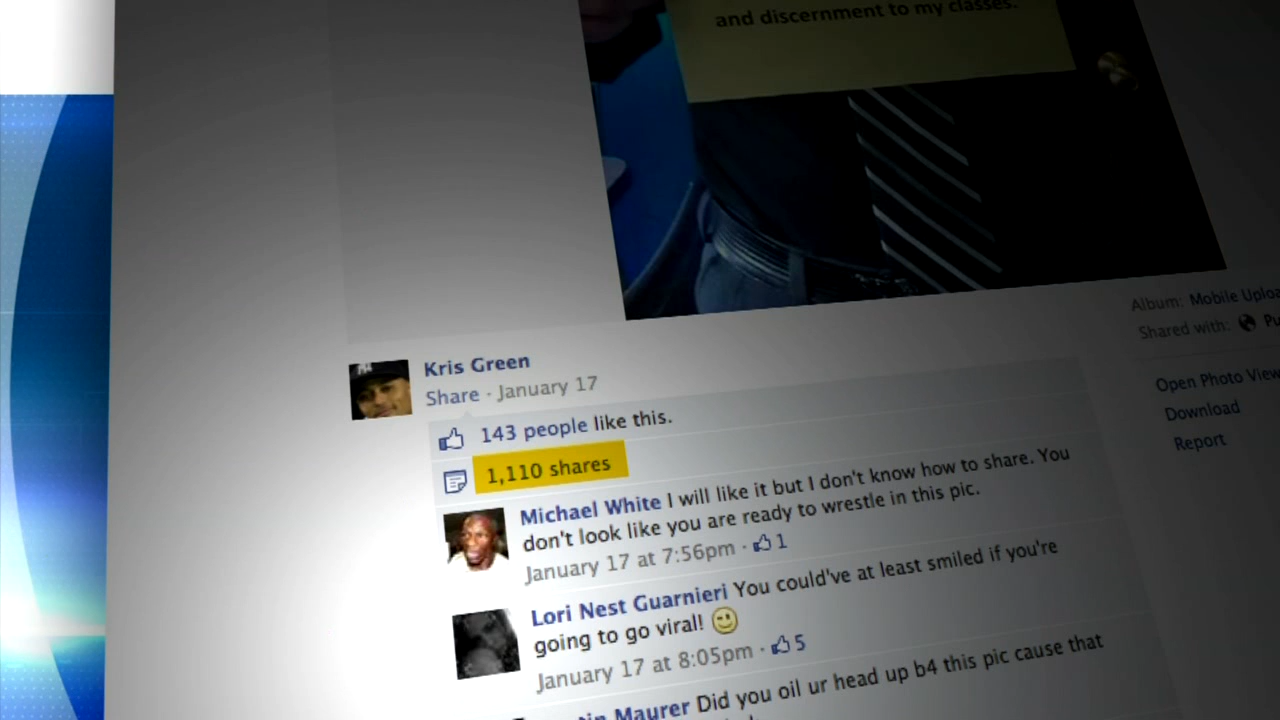 and discernment to my classes.
Kris Green
Share · January 17
143 people like this.
1,110 shares
Michael White I will like it but I don't know how to share. You
don't look like you are ready to wrestle in this pic.
January 17 at 7:56pm · 1
Lori Nest Guarnieri You could've at least smiled if you're
going to go viral!
January 17 at 8:05pm · 5
Maurer Did you oil ur head up b4 this pic cause that
Album: Mobile
Shared with:
Open Photo
Download
Report